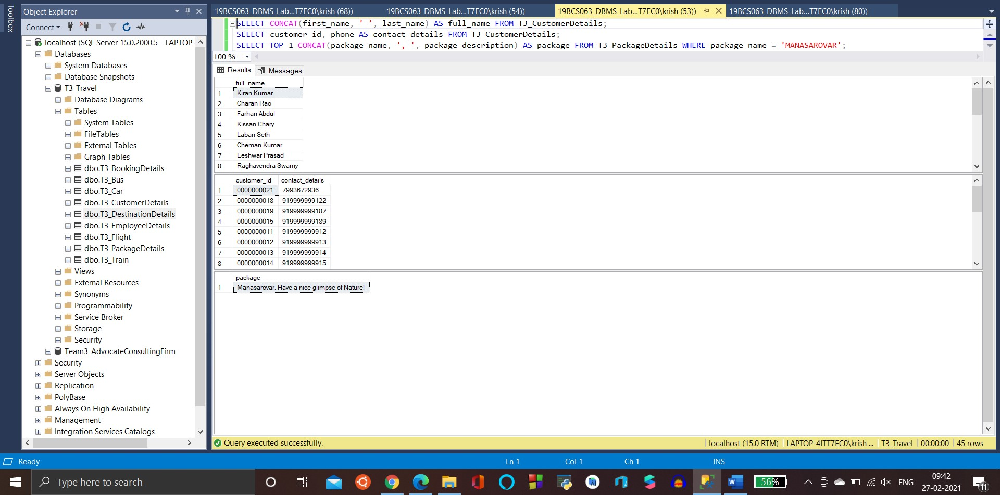 Toolbox
Object Explorer
Connect
localhost (SQL Server 15.0.2000.5 - LAPTOP-
Databases
System Databases
Database Snapshots
T3_Travel
Database Diagrams
Tables
System Tables
FileTables
External Tables
Graph Tables
dbo.T3_BookingDetails
dbo.T3_Bus
dbo.T3_Car
dbo.T3_CustomerDetails
dbo.T3_DestinationDetails
dbo.T3_EmployeeDetails
dbo.T3_Flight
dbo.T3_PackageDetails
dbo.T3_Train
Views
External Resources
Synonyms
Programmability
Service Broker
Storage
Security
Team3_AdvocateConsultingFirm
Security
Server Objects
Replication
PolyBase
Always On High Availability
Management
Integration Services Catalogs
19BCS063_DBMS_Lab...T7EC0\krish (68))
19BCS063_DBMS_Lab...T7EC0\krish (54))
19BCS063_DBMS_Lab...T7EC0\krish (53))
19BCS063_DBMS_Lab...T7EC0\krish (80))
SELECT CONCAT(first_name, ' ', last_name) AS full_name FROM T3_CustomerDetails;
SELECT customer_id, phone AS contact_details FROM T3_CustomerDetails;
SELECT TOP 1 CONCAT(package_name, ', ', package_description) AS package FROM T3_PackageDetails WHERE package_name = 'MANASAROVAR';
100 %
Results Messages
full_name
1 Kiran Kumar
2 Charan Rao
3 Farhan Abdul
4 Kissan Chary
5 Laban Seth
6 Cheman Kumar
7 Eeshwar Prasad
8 Raghavendra Swamy
customer_id contact_details
1 0000000021 7993672936
2 0000000018 919999999122
3 0000000019 919999999187
4 0000000015 919999999189
5 0000000011 919999999912
6 0000000012 919999999913
7 0000000013 919999999914
8 0000000014 919999999915
package
1 Manasarovar, Have a nice glimpse of Nature!
Query executed successfully.
localhost (15.0 RTM) LAPTOP-4ITT7EC0\krish ... T3_Travel 00:00:00 45 rows
Ready Ln 1 Col 1 Ch 1 INS
Type here to search
56%
ENG
09:42
27-02-2021
11